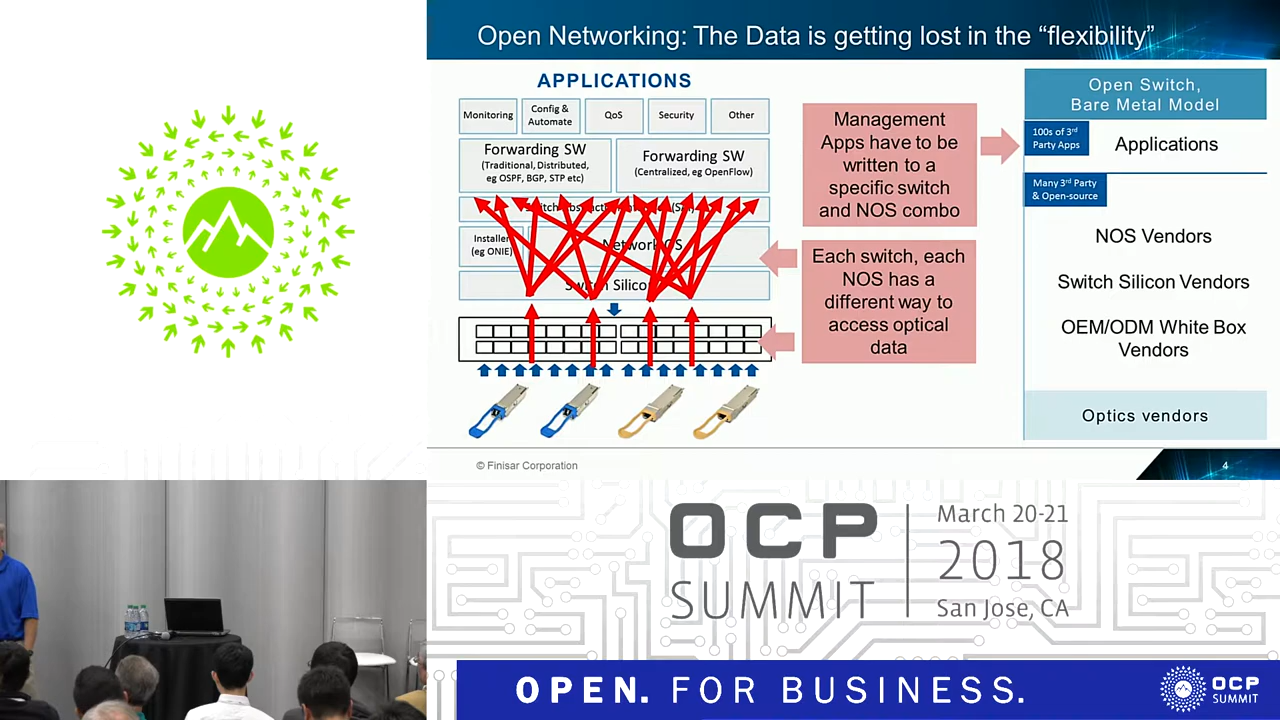 Open Networking: The Data is getting lost in the “flexibility”
APPLICATIONS
Monitoring
Config &
Automate
QoS
Security
Other
Forwarding SW
(Traditional, Distributed,
eg OSPF, BGP, STP etc)
Forwarding SW
(Centralized, eg OpenFlow)
Installer
(eg ONIE)
Network OS
Switch Silicon
Management
Apps have to be
written to a
specific switch
and NOS combo
Each switch, each
NOS has a
different way to
access optical
data
Open Switch,
Bare Metal Model
100s of 3rd
Party Apps
Applications
Many 3rd Party
& Open-source
NOS Vendors
Switch Silicon Vendors
OEM/ODM White Box
Vendors
Optics vendors
© Finisar Corporation
4
OCP
SUMMIT
March 20-21
2018
San Jose, CA
OPEN. FOR BUSINESS.
OCP
SUMMIT